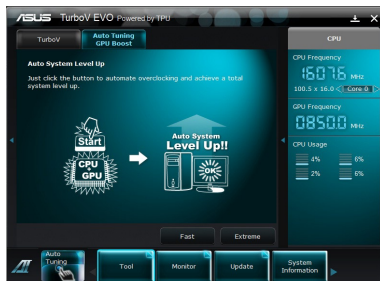 ASUS TurboV EVO Powered by TPU
TurboV
Auto Tuning
GPU Boost
CPU
Auto System Level Up
Just click the button to automate overclocking and achieve a total
system level up.
Start
CPU
GPU
Auto System
Level Up!!
OK
CPU Frequency
1607.6 MHz
100.5 x 16.0 Core 0
GPU Frequency
0850.0 MHz
CPU Usage
4% 6%
2% 6%
Fast
Extreme
Auto
Tuning
Tool
Monitor
Update
System
Information